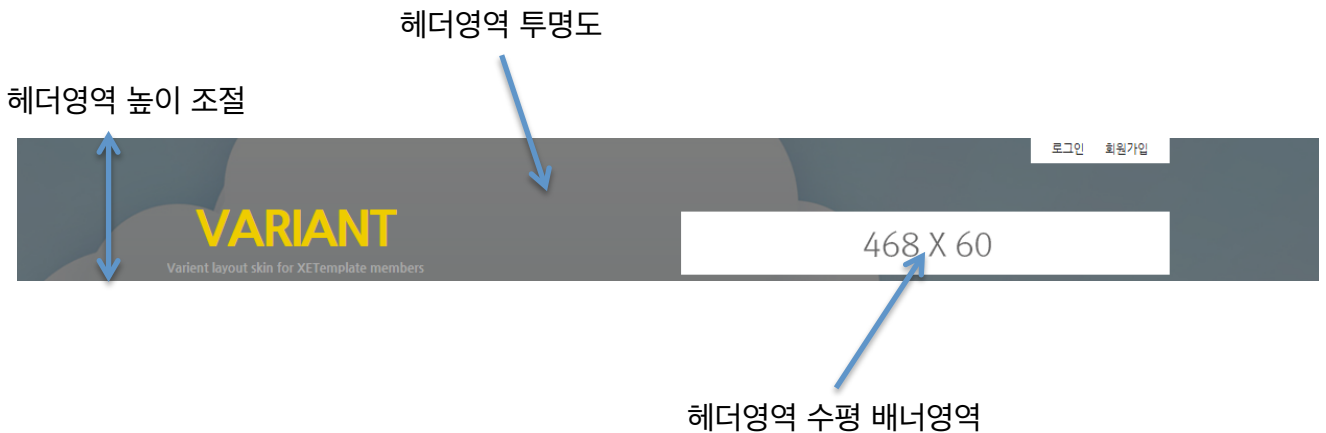 헤더영역 투명도
헤더영역 높이 조절
로그인 회원가입
VARIANT
468 X 60
Varient layout skin for XETemplate members
헤더영역 수평 배너영역